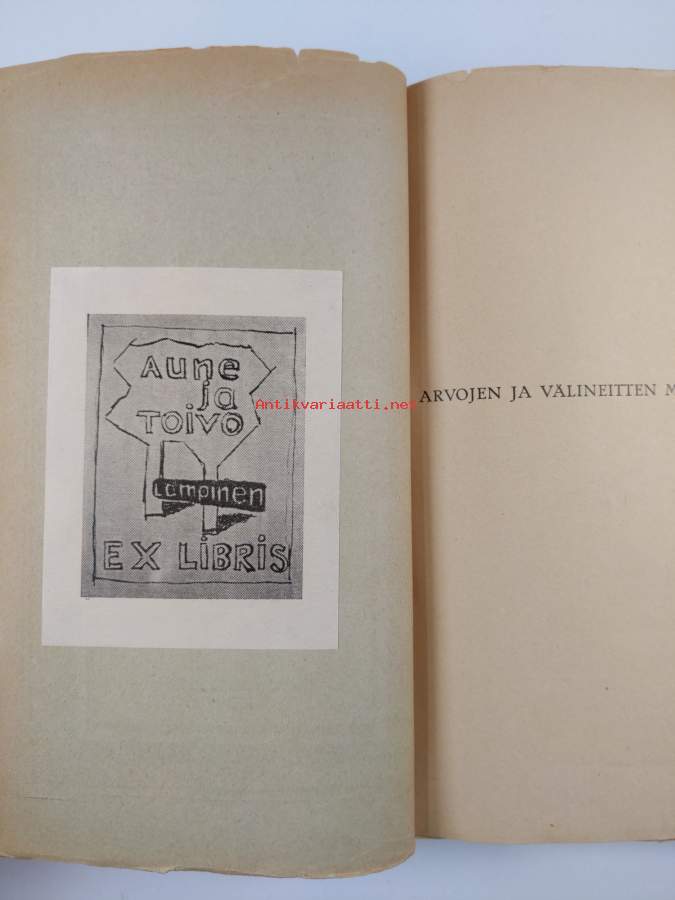 Aune
ja
TOIVO
Lampinen
EX LiBRiS
Antikvariaatti.net
ARVOJEN JA VÄLINEITTEN M